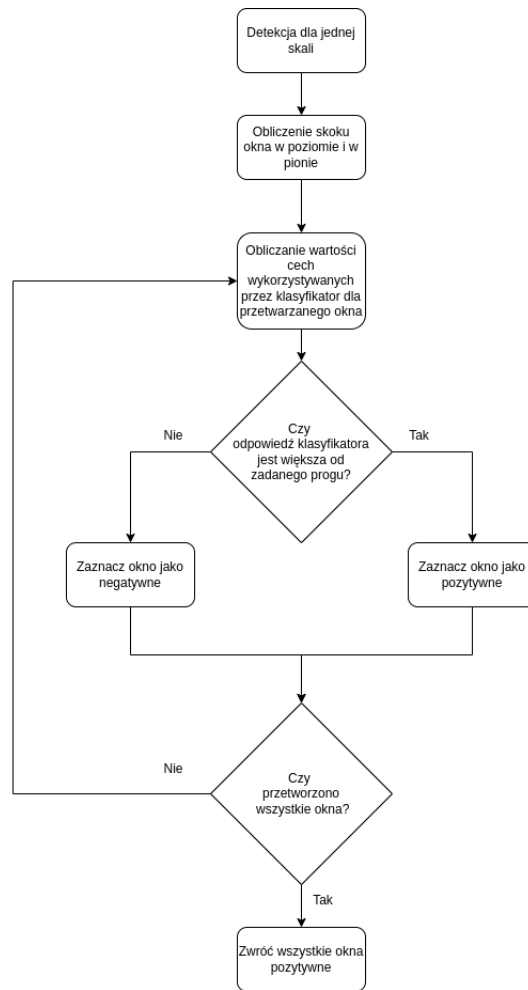 Detekcja dla jednej
skali
Obliczenie skoku
okna w poziomie i w
pionie
Obliczanie wartości
cech
wykorzystywanych
przez klasyfikator dla
przetwarzanego okna
Czy
odpowiedź klasyfikatora
jest większa od
zadanego progu?
Nie
Tak
Zaznacz okno jako
negatywne
Zaznacz okno jako
pozytywne
Czy
przetworzono
wszystkie okna?
Nie
Tak
Zwróć wszystkie okna
pozytywne